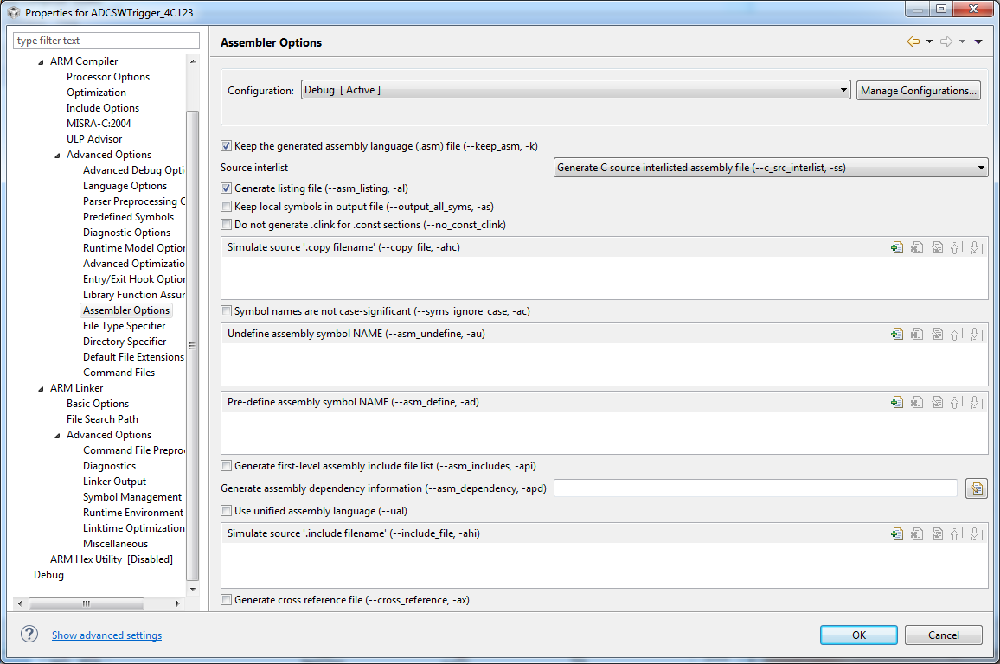 Properties for ADCSWTrigger_4C123
type filter text
ARM Compiler
Processor Options
Optimization
Include Options
MISRA-C:2004
ULP Advisor
Advanced Options
Advanced Debug Opti
Language Options
Parser Preprocessing C
Predefined Symbols
Diagnostic Options
Runtime Model Option
Advanced Optimizatio
Entry/Exit Hook Option
Library Function Assur
Assembler Options
File Type Specifier
Directory Specifier
Default File Extensions
Command Files
ARM Linker
Basic Options
File Search Path
Advanced Options
Command File Prepro
Diagnostics
Linker Output
Symbol Management
Runtime Environment
Linktime Optimization
Miscellaneous
ARM Hex Utility [Disabled]
Debug
Assembler Options
Configuration: Debug [ Active ] Manage Configurations...
Keep the generated assembly language (.asm) file (--keep_asm, -k)
Source interlist Generate C source interlisted assembly file (--c_src_interlist, -ss)
Generate listing file (--asm_listing, -al)
Keep local symbols in output file (--output_all_syms, -as)
Do not generate .clink for .const sections (--no_const_clink)
Simulate source '.copy filename' (--copy_file, -ahc)
Symbol names are not case-significant (--syms_ignore_case, -ac)
Undefine assembly symbol NAME (--asm_undefine, -au)
Pre-define assembly symbol NAME (--asm_define, -ad)
Generate first-level assembly include file list (--asm_includes, -api)
Generate assembly dependency information (--asm_dependency, -apd)
Use unified assembly language (--ual)
Simulate source '.include filename' (--include_file, -ahi)
Generate cross reference file (--cross_reference, -ax)
? Show advanced settings
OK Cancel